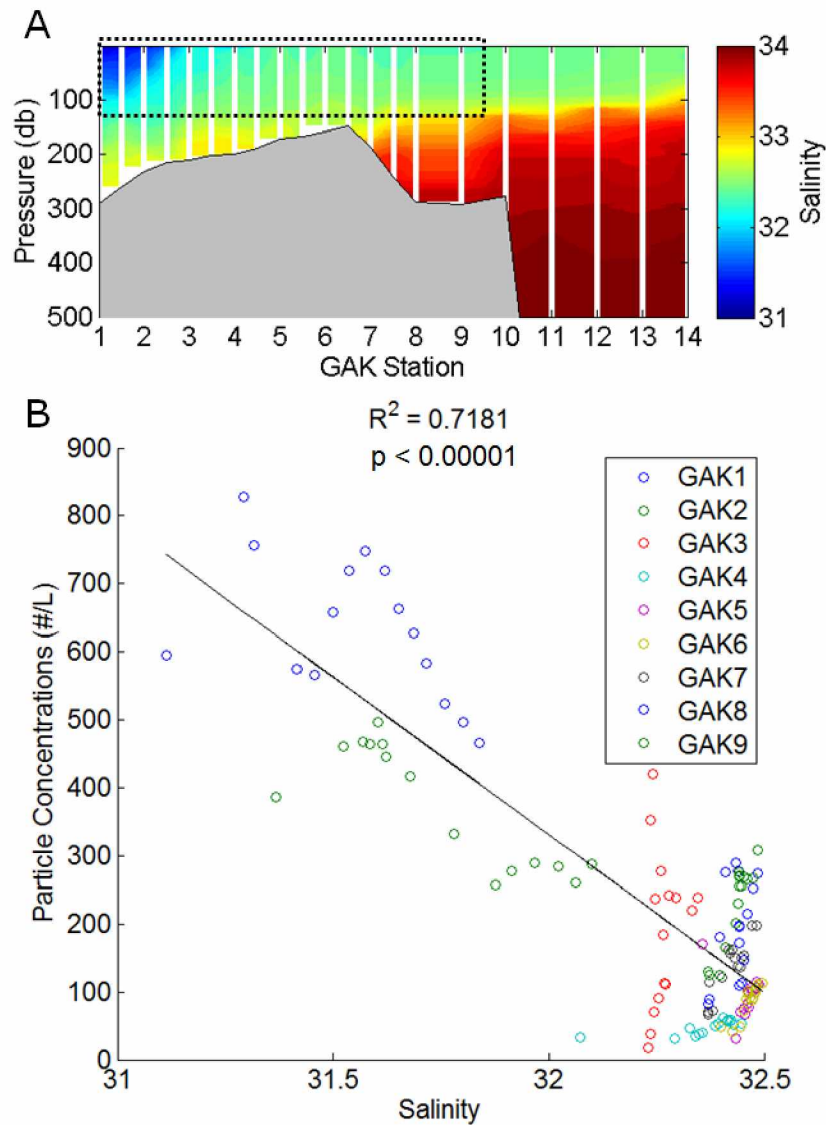 A
100
200
300
400
500
Pressure (db)
1 2 3 4 5 6 7 8 9 10 11 12 13 14
GAK Station
34
33
32
31
Salinity
B
R² = 0.7181
p < 0.00001
900
800
700
600
500
400
300
200
100
0
Particle Concentrations (#/L)
GAK1
GAK2
GAK3
GAK4
GAK5
GAK6
GAK7
GAK8
GAK9
31 31.5 32 32.5
Salinity